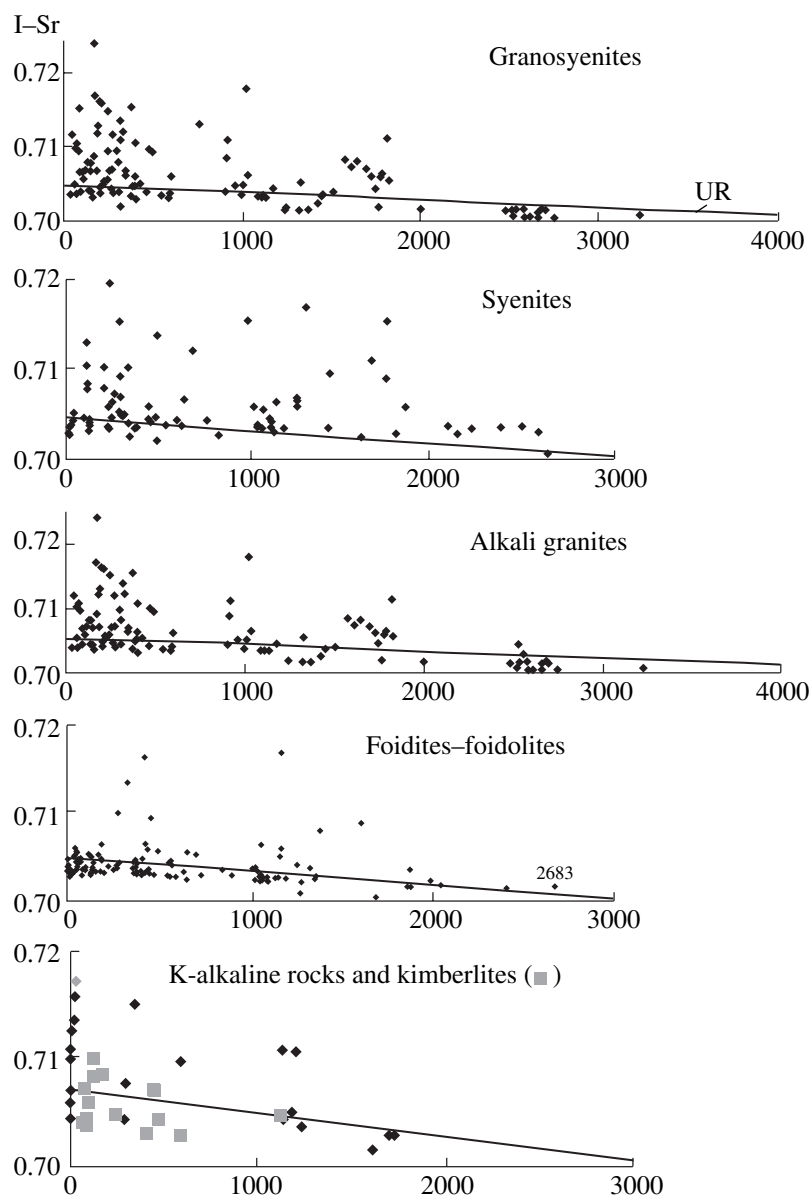 I–Sr
Granosyenites
0.72
0.71
UR
0.70
0 1000 2000 3000 4000
0.72
Syenites
0.71
0.70
0 1000 2000 3000
0.72
Alkali granites
0.71
0.70
0 1000 2000 3000 4000
0.72
Foidites–foidolites
0.71
2683
0.70
0 1000 2000 3000
0.72
K-alkaline rocks and kimberlites ( )
0.71
0.70
0 1000 2000 3000